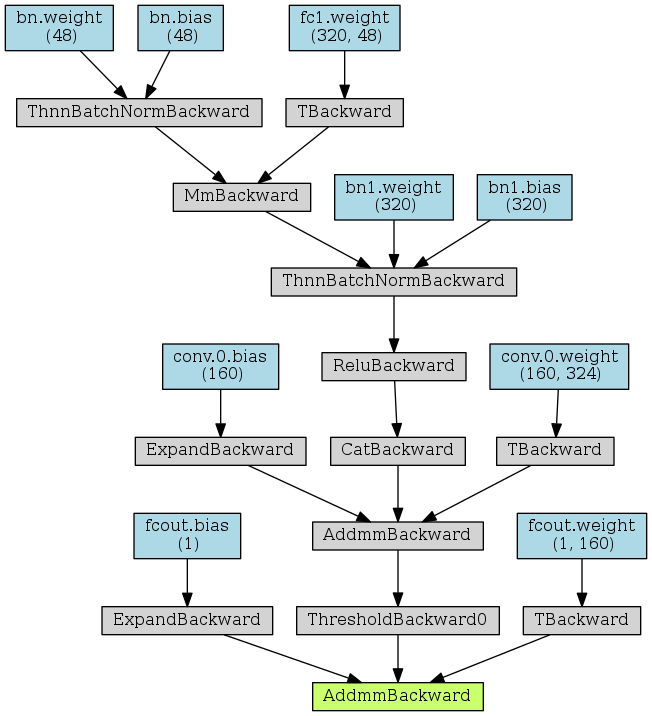 bn.weight
(48)
bn.bias
(48)
fc1.weight
(320, 48)
ThnnBatchNormBackward
TBackward
MmBackward
bn1.weight
(320)
bn1.bias
(320)
ThnnBatchNormBackward
conv.0.bias
(160)
ReluBackward
conv.0.weight
(160, 324)
ExpandBackward
CatBackward
TBackward
fcout.bias
(1)
AddmmBackward
fcout.weight
(1, 160)
ExpandBackward
ThresholdBackward0
TBackward
AddmmBackward